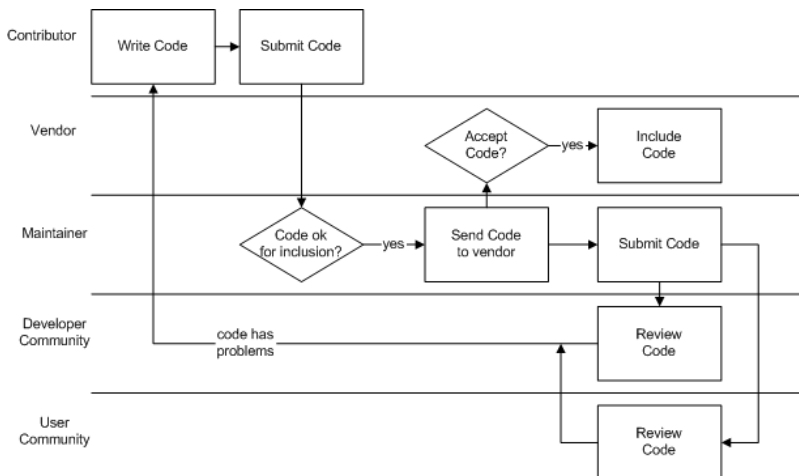 Contributor
Write Code
Submit Code
Vendor
Accept
Code?
yes
Include
Code
Maintainer
Code ok
for inclusion?
yes
Send Code
to vendor
Submit Code
Developer
Community
code has
problems
Review
Code
User
Community
Review
Code